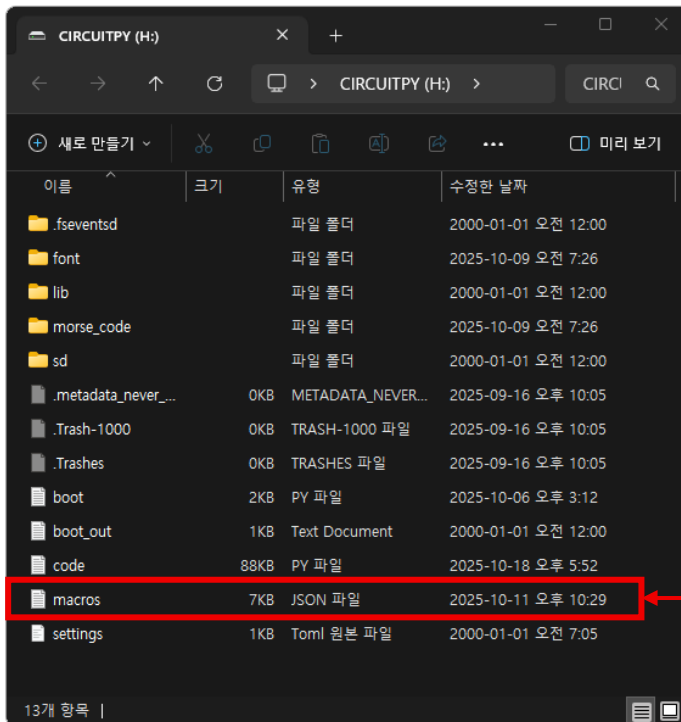 CIRCUITPY (H:)
CIRCUITPY (H:)
CIRCI
새로 만들기
미리 보기
이름 크기 유형 수정한 날짜
.fseventsd 파일 폴더 2000-01-01 오전 12:00
font 파일 폴더 2025-10-09 오전 7:26
lib 파일 폴더 2000-01-01 오전 12:00
morse_code 파일 폴더 2025-10-09 오전 7:26
sd 파일 폴더 2000-01-01 오전 12:00
.metadata_never_... 0KB METADATA_NEVER... 2025-09-16 오후 10:05
.Trash-1000 0KB TRASH-1000 파일 2025-09-16 오후 10:05
.Trashes 0KB TRASHES 파일 2025-09-16 오후 10:05
boot 2KB PY 파일 2025-10-06 오후 3:12
boot_out 1KB Text Document 2000-01-01 오전 12:00
code 88KB PY 파일 2025-10-18 오후 5:52
macros 7KB JSON 파일 2025-10-11 오후 10:29
settings 1KB Toml 원본 파일 2000-01-01 오전 7:05
13개 항목